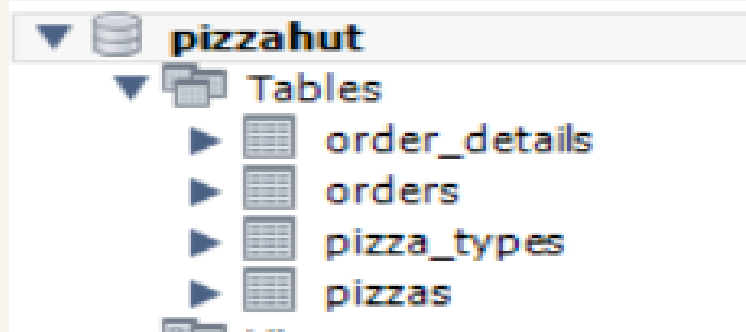 pizzahut
Tables
order_details
orders
pizza_types
pizzas